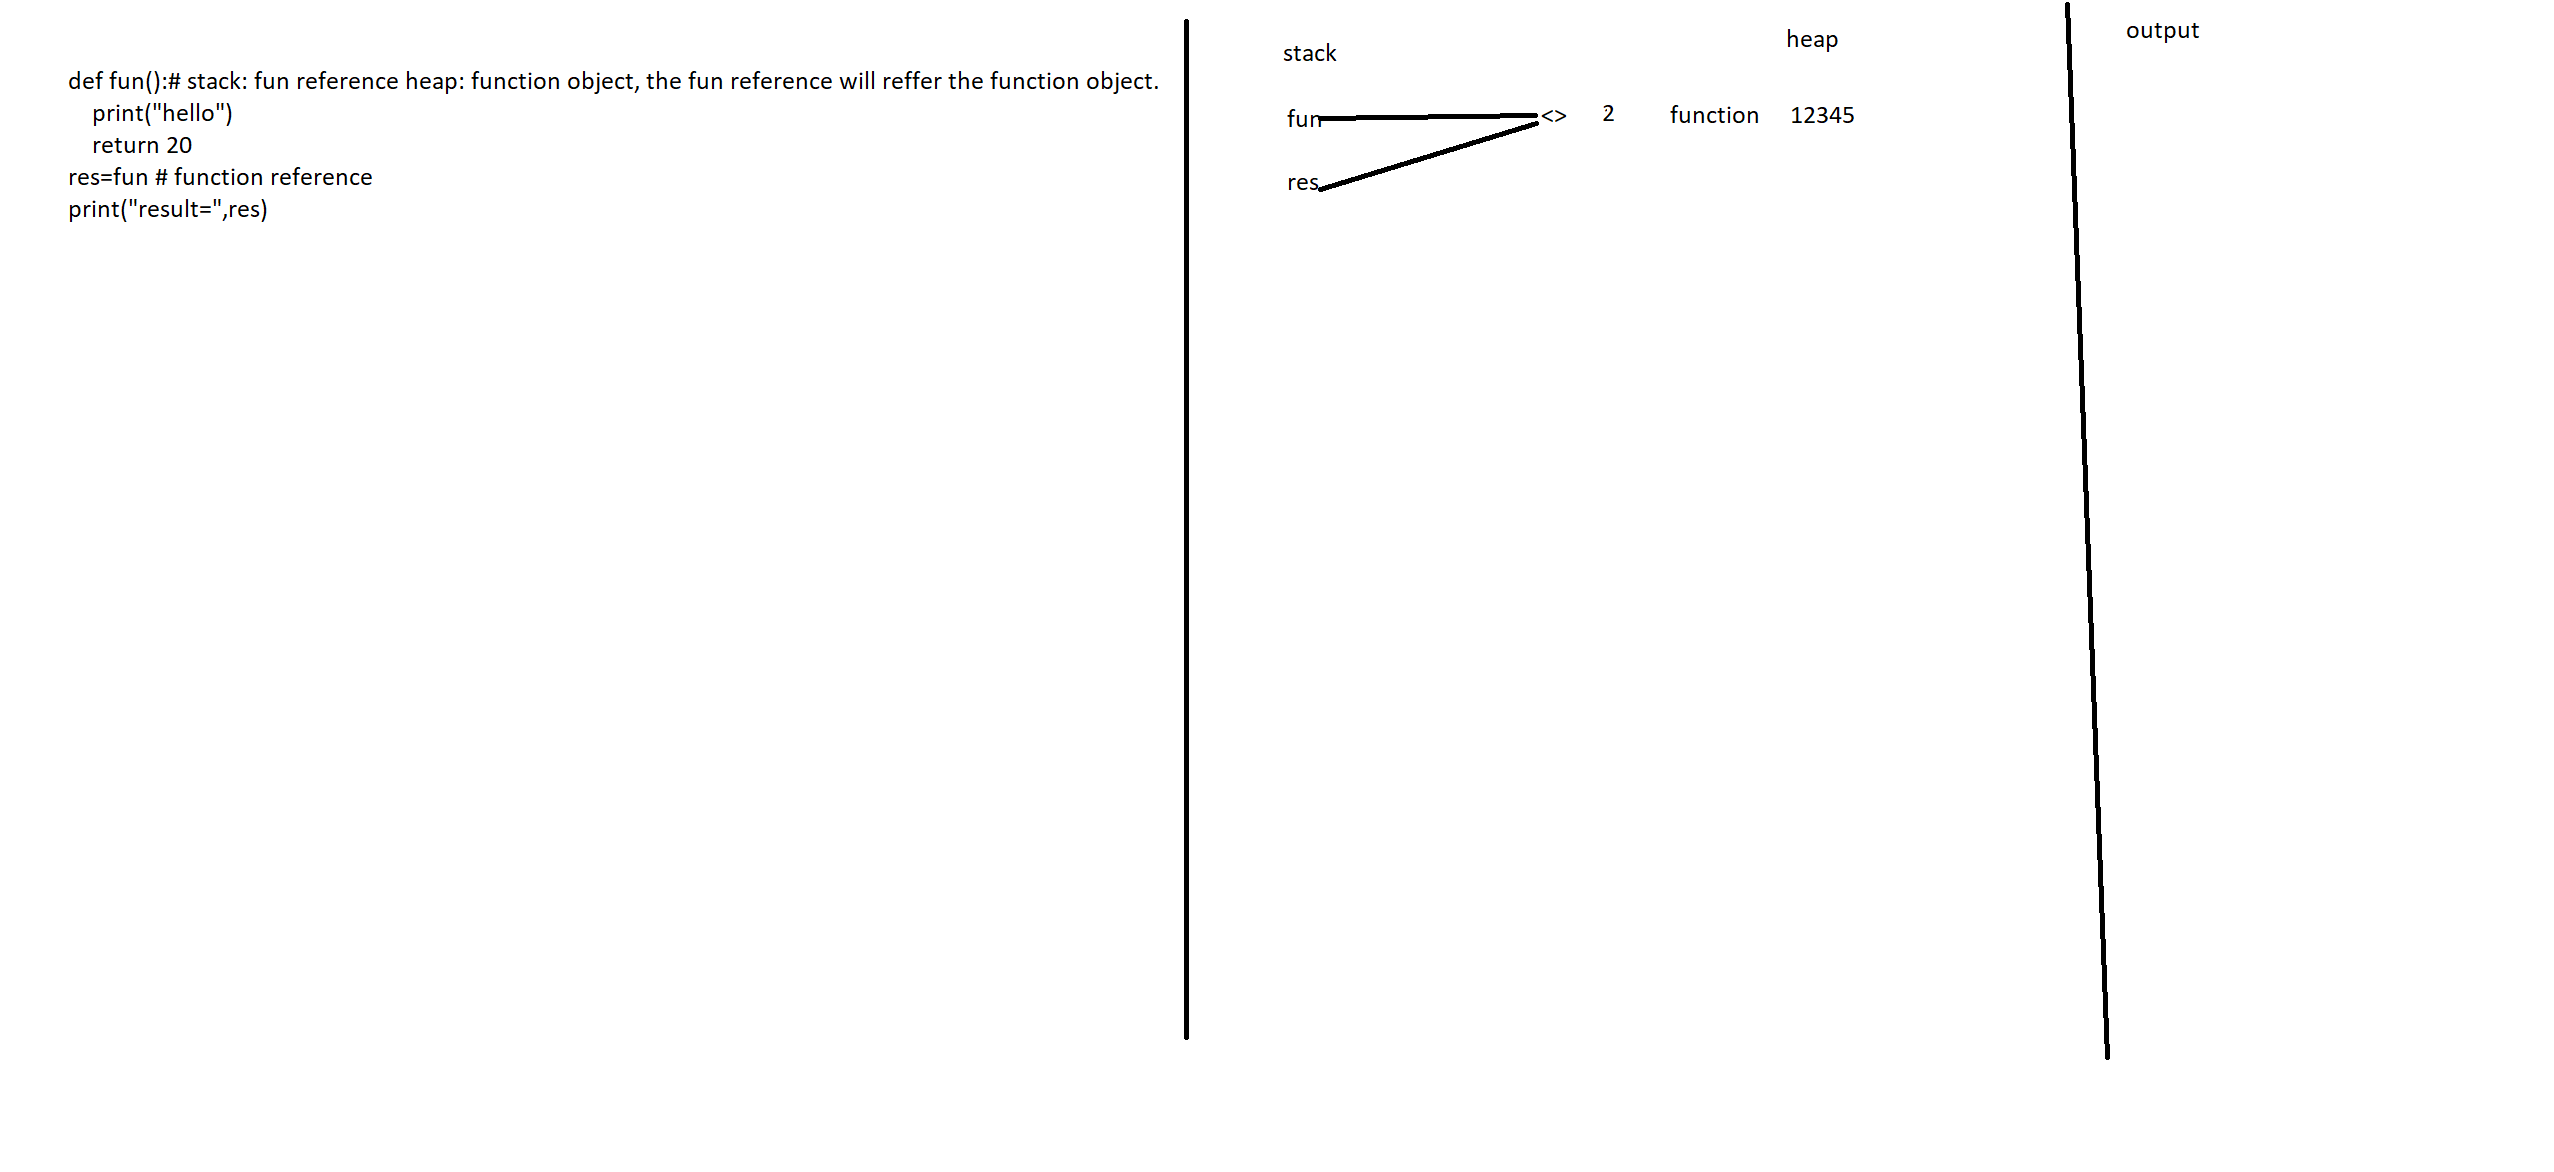 def fun():# stack: fun reference heap: function object, the fun reference will reffer the function object.
print("hello")
return 20
res=fun # function reference
print("result=",res)
stack
heap
fun <> 2 function 12345
res
output